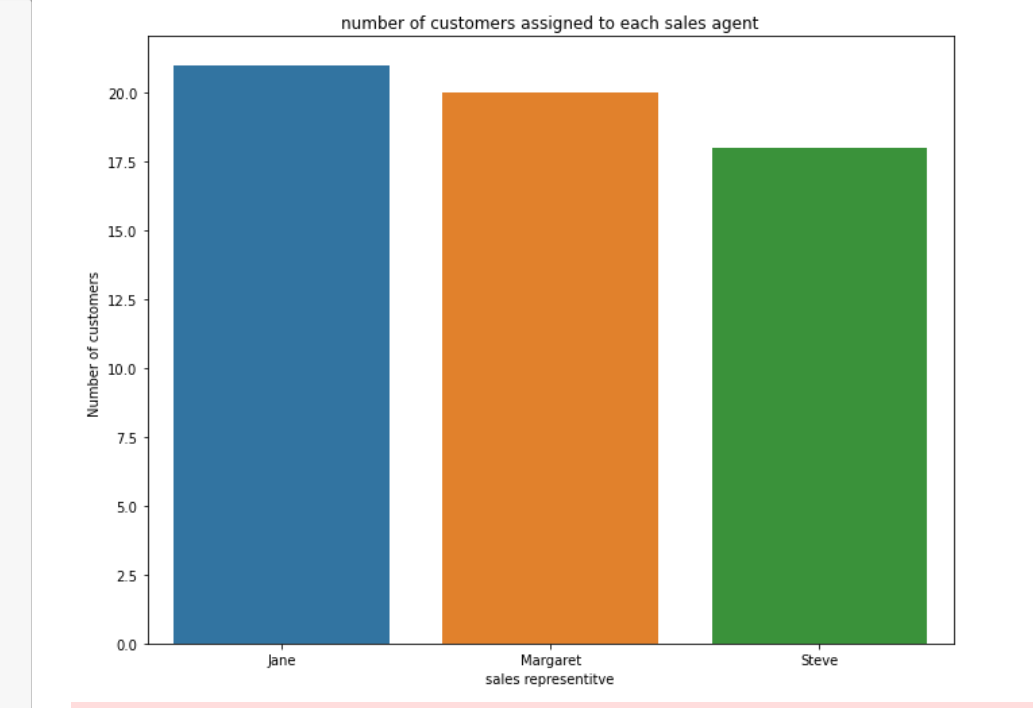 number of customers assigned to each sales agent
Number of customers
20.0
17.5
15.0
12.5
10.0
7.5
5.0
2.5
0.0
Jane Margaret Steve
sales representitve